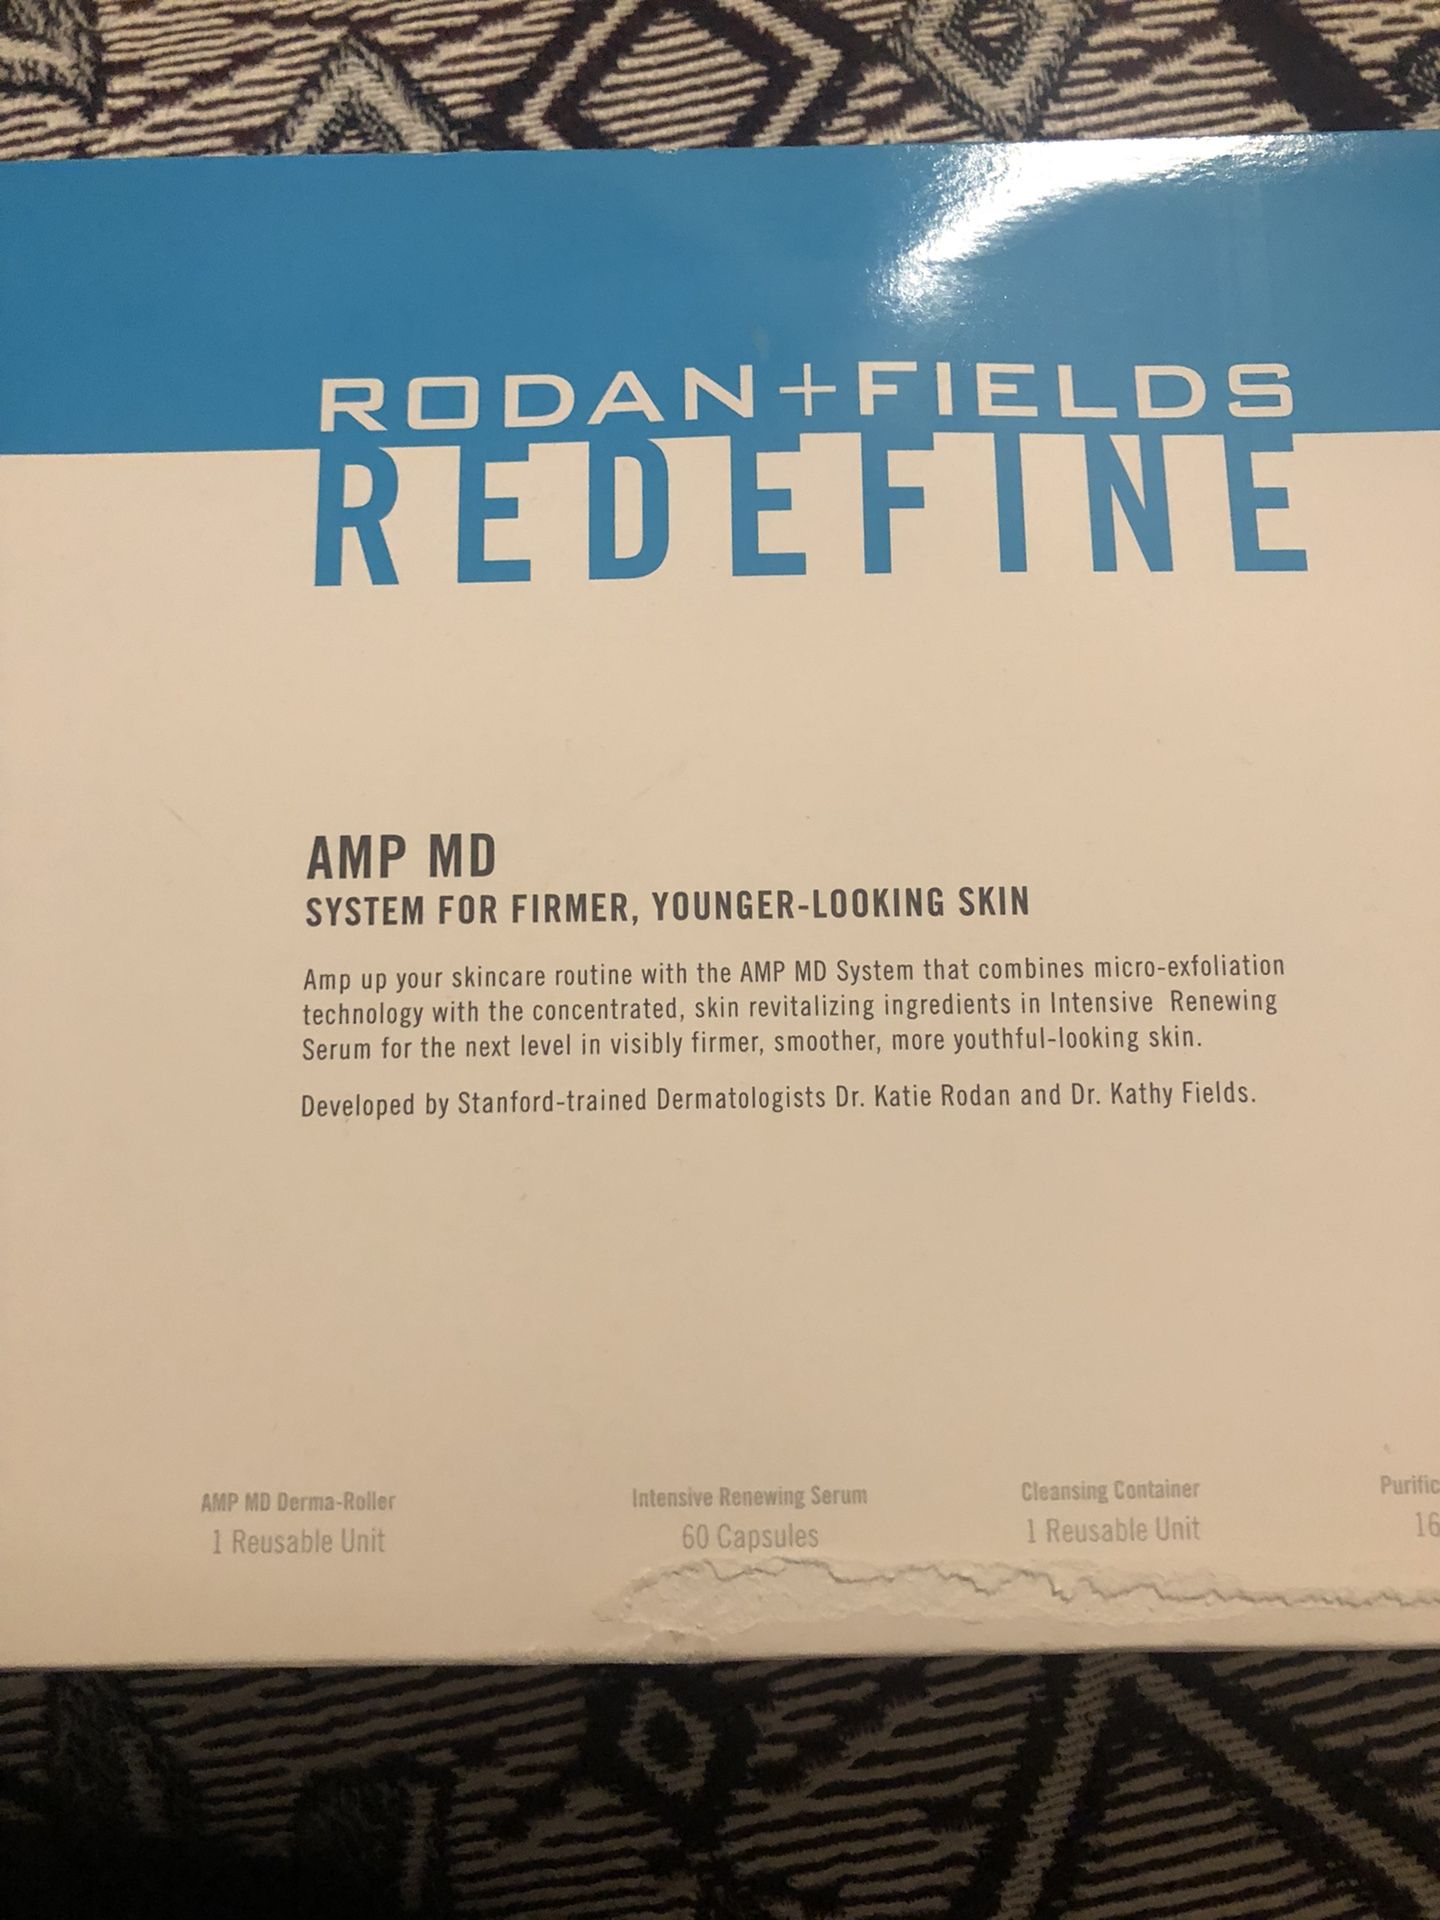 RODAN+FIELDS
REDEFINE
AMP MD
SYSTEM FOR FIRMER, YOUNGER-LOOKING SKIN
Amp up your skincare routine with the AMP MD System that combines micro-exfoliation
technology with the concentrated, skin revitalizing ingredients in Intensive Renewing
Serum for the next level in visibly firmer, smoother, more youthful-looking skin.
Developed by Stanford-trained Dermatologists Dr. Katie Rodan and Dr. Kathy Fields.
AMP MD Derma-Roller
1 Reusable Unit
Intensive Renewing Serum
60 Capsules
Cleansing Container
1 Reusable Unit